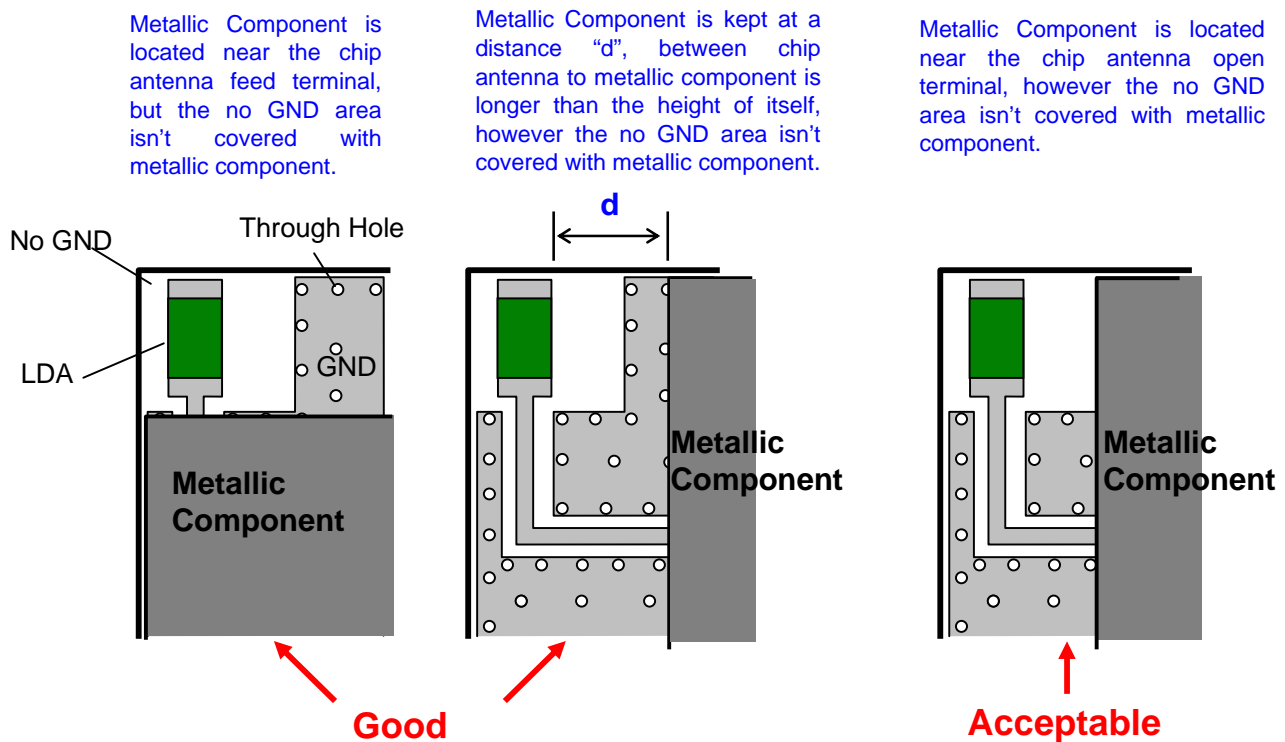 Metallic Component is
located near the chip
antenna feed terminal,
but the no GND area
isn't covered with
metallic component.
Metallic Component is kept at a
distance “d”, between chip
antenna to metallic component is
longer than the height of itself,
however the no GND area isn't
covered with metallic component.
Metallic Component is located
near the chip antenna open
terminal, however the no GND
area isn't covered with metallic
component.
d
No GND
Through Hole
LDA
GND
Metallic
Component
Metallic
Component
Metallic
Component
Good
Acceptable